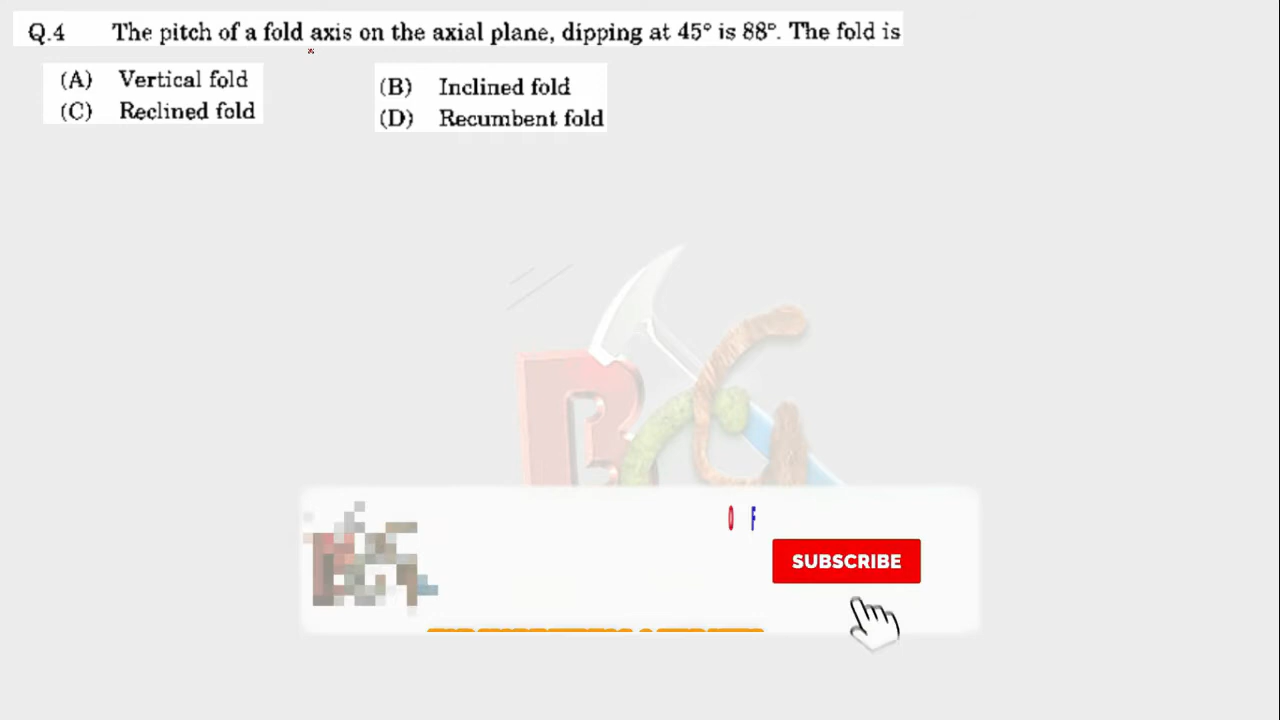 Q.4 The pitch of a fold axis on the axial plane, dipping at 45° is 88°. The fold is
(A) Vertical fold
(B) Inclined fold
(C) Reclined fold
(D) Recumbent fold
O F
SUBSCRIBE